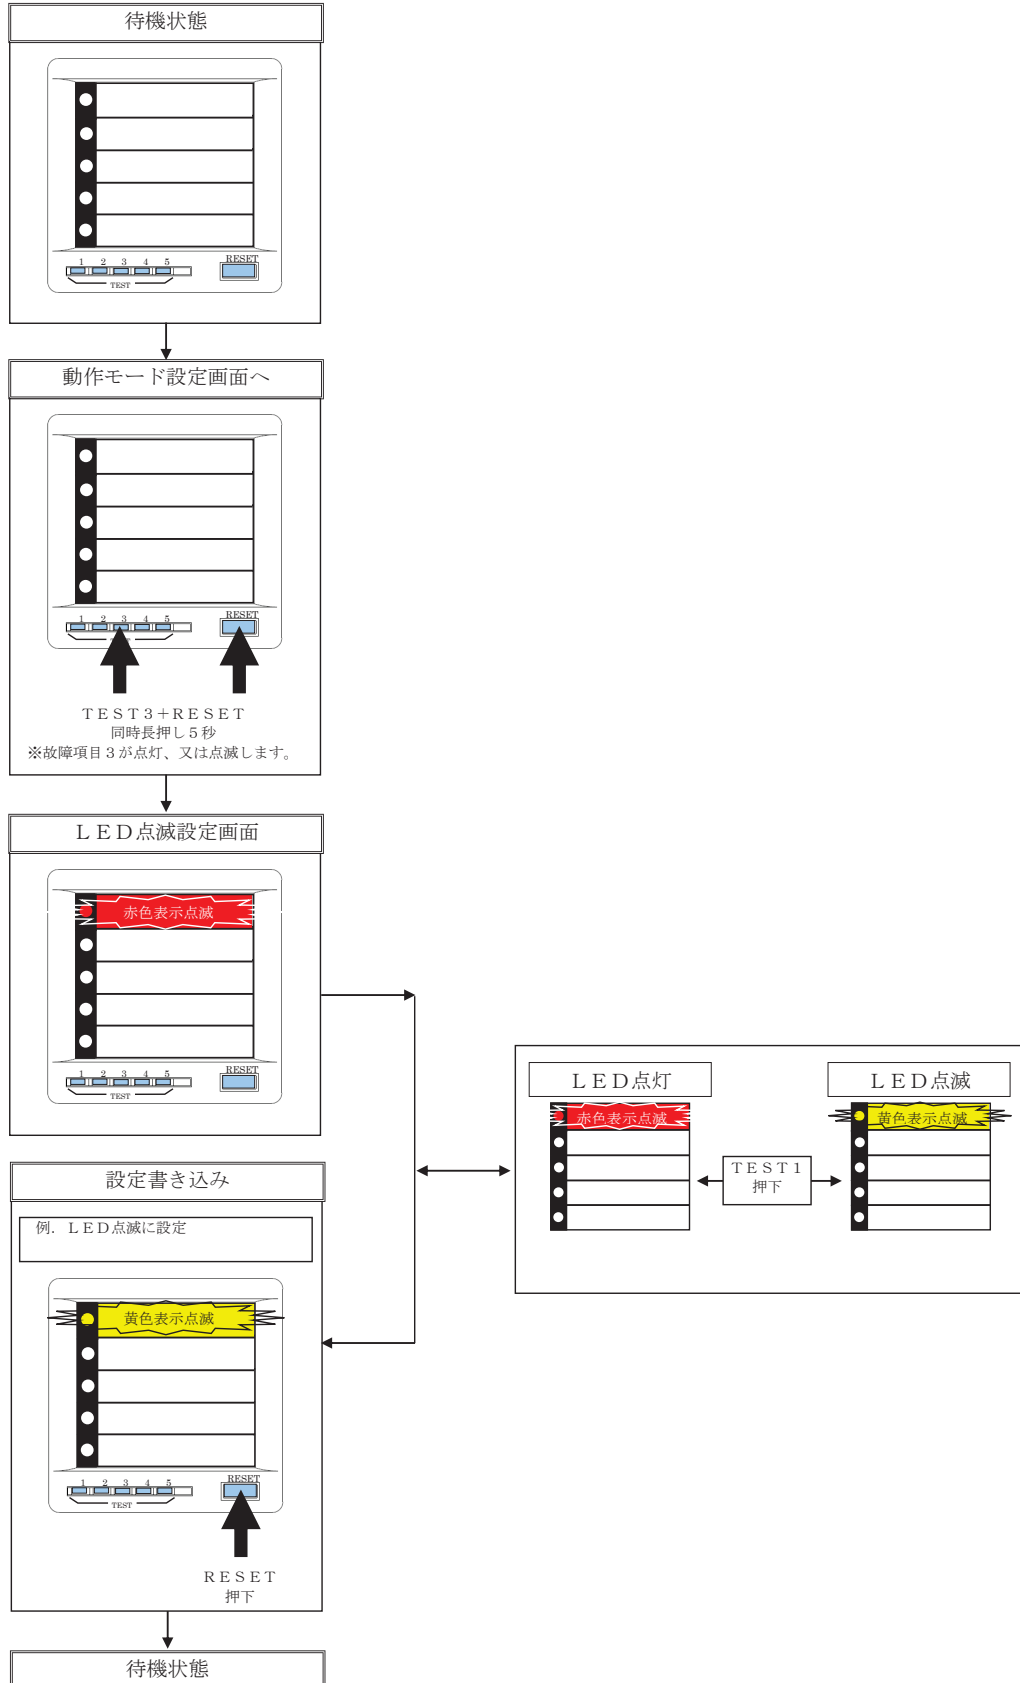 待機状態
1 2 3 4 5
RESET
TEST
動作モード設定画面へ
1 2 3 4 5
RESET
TEST3+RESET
同時長押し5秒
※故障項目3が点灯、又は点滅します。
LED点滅設定画面
赤色表示点滅
1 2 3 4 5
RESET
TEST
LED点灯
赤色表示点滅
TEST1
押下
LED点滅
黄色表示点滅
設定書き込み
例. LED点滅に設定
黄色表示点滅
1 2 3 4 5
RESET
TEST
RESET
押下
待機状態